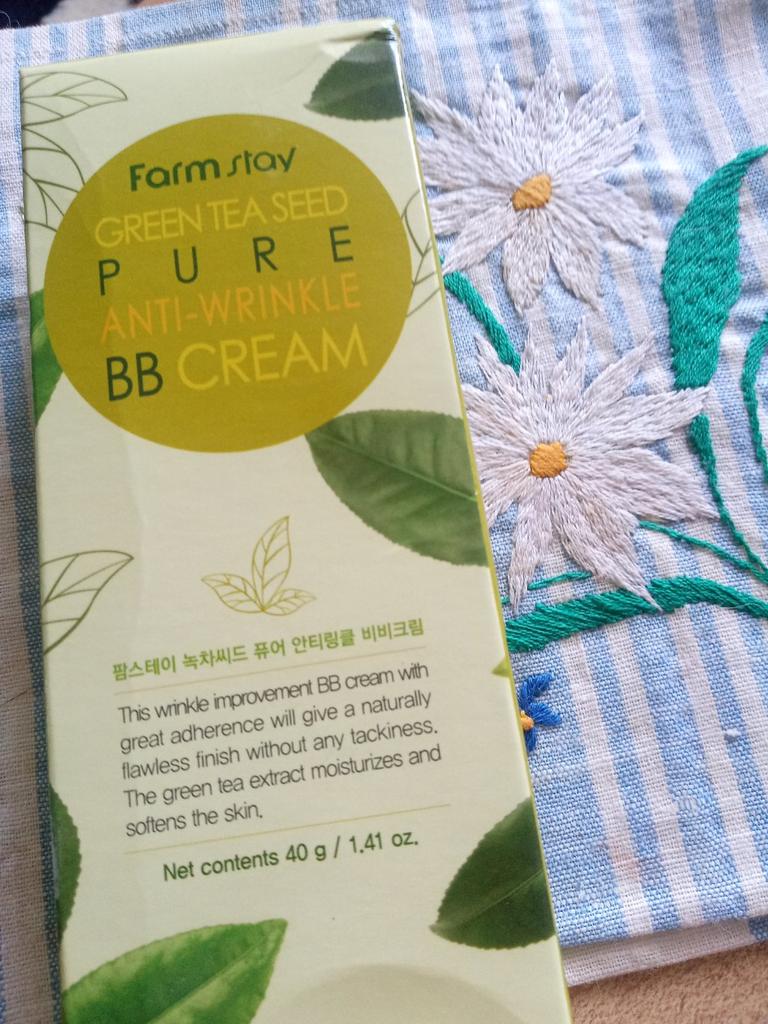 Farm stay
GREEN TEA SEED
PURE
ANTI-WRINKLE
BB CREAM
팜스테이 녹차씨드 퓨어 안티링클 비비크림
This wrinkle improvement BB cream with
great adherence will give a naturally
flawless finish without any tackiness.
The green tea extract moisturizes and
softens the skin.
Net contents 40 g / 1.41 oz.